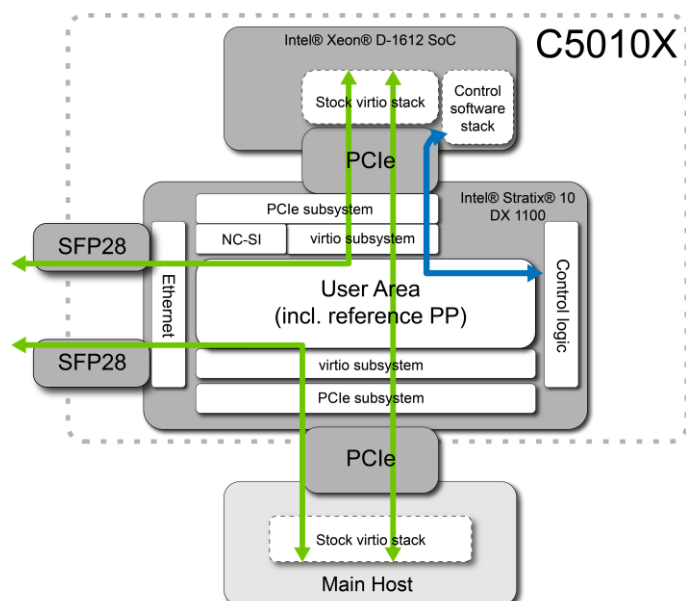 Intel® Xeon® D-1612 SoC
C5010X
Stock virtio stack
Control
software
stack
PCIe
Intel® Stratix® 10
DX 1100
PCIe subsystem
NC-SI
virtio subsystem
SFP28
Ethernet
User Area
(incl. reference PP)
Control logic
SFP28
virtio subsystem
PCIe subsystem
PCIe
Stock virtio stack
Main Host